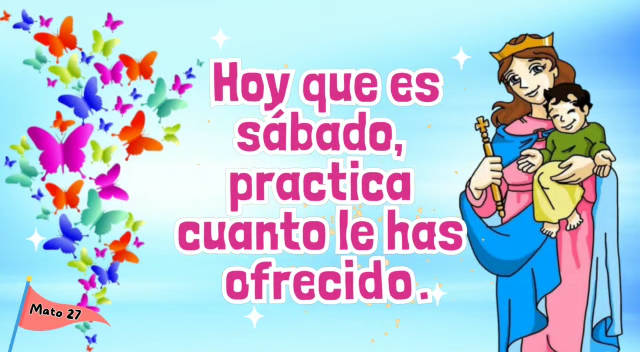 Hoy que es
sábado,
practica
cuanto le has
ofrecido.
Mato 27